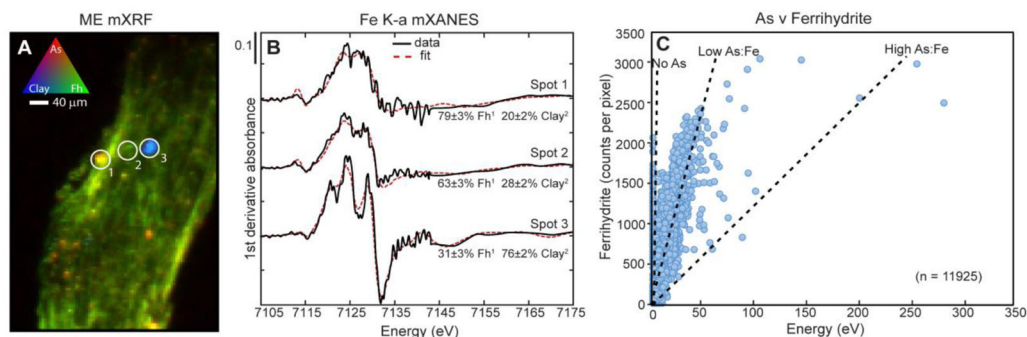 ME mXRF
A
As
Clay
Fh
40 µm
1
2
3
Fe K-a mXANES
B
0.1
data
fit
Spot 1
79±3% Fh¹ 20±2% Clay²
Spot 2
63±3% Fh¹ 28±2% Clay²
Spot 3
31±3% Fh¹ 76±2% Clay²
1st derivative absorbance
7105 7115 7125 7135 7145 7155 7165 7175
Energy (eV)
As v Ferrihydrite
C
No As
Low As:Fe
High As:Fe
3500
3000
2500
2000
1500
1000
500
0
Ferrihydrite (counts per pixel)
(n = 11925)
0 50 100 150 200 250 300 350
Energy (eV)